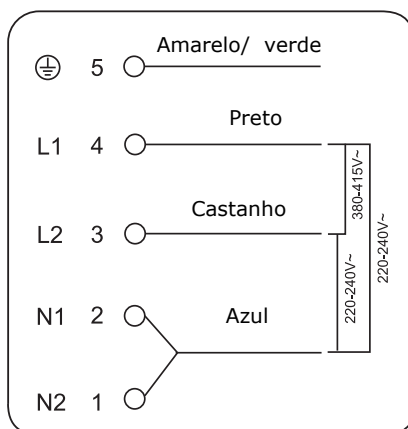 Amarelo/ verde
5
Preto
L1 4
380-415V~
220-240V~
Castanho
L2 3
220-240V~
N1 2
Azul
N2 1